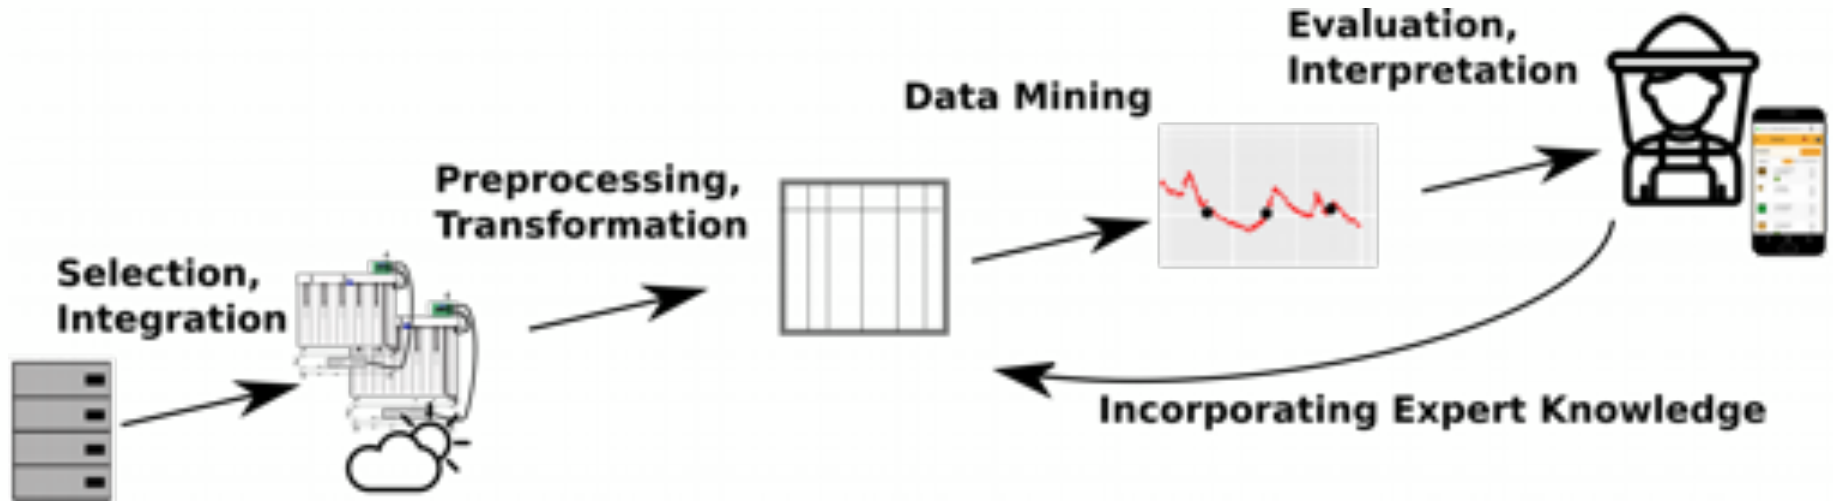 Evaluation,
Interpretation
Data Mining
Preprocessing,
Transformation
Selection,
Integration
Incorporating Expert Knowledge